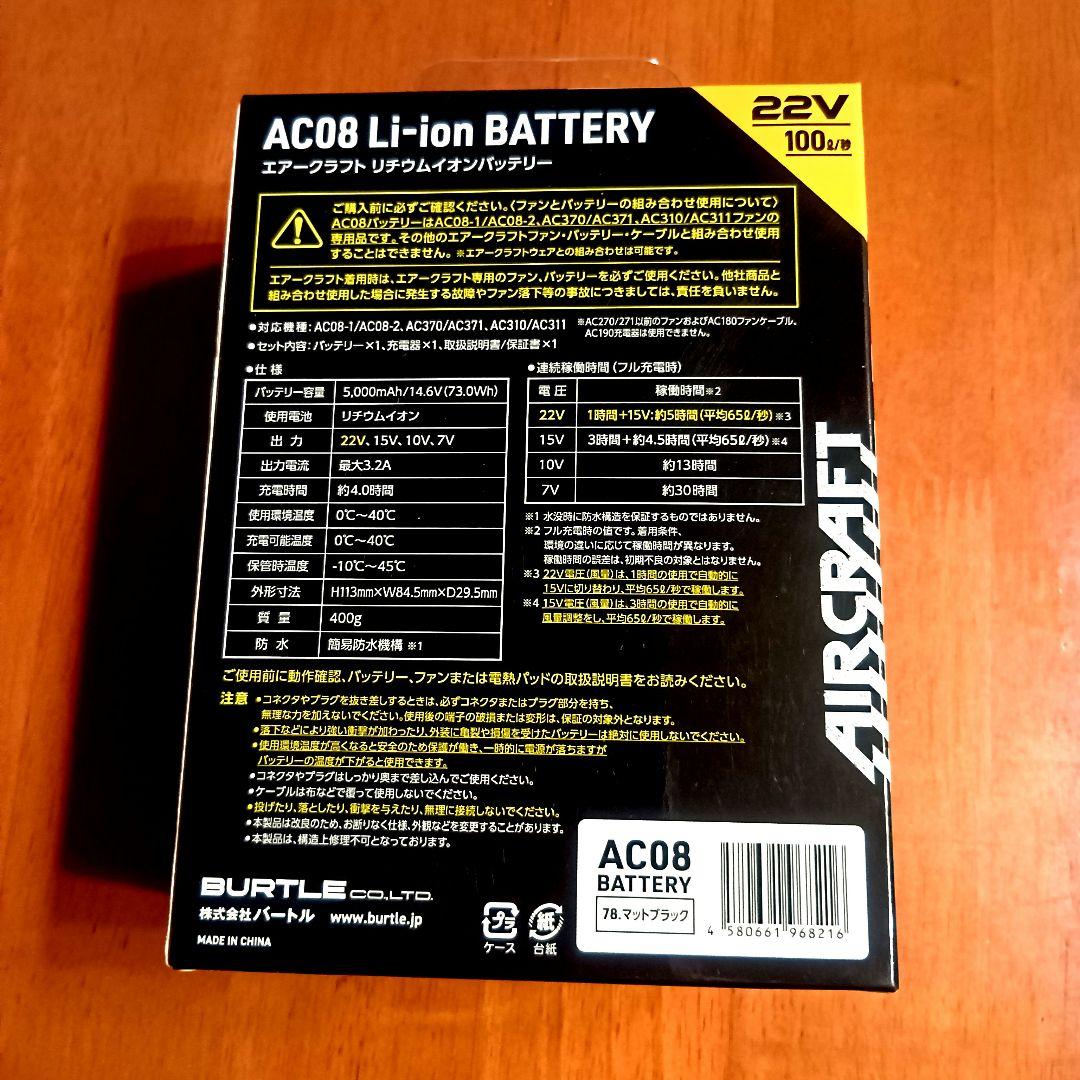 AC08 Li-ion BATTERY
エアークラフト リチウムイオンバッテリー
22V
100ℓ/秒
ご購入前に必ずご確認ください。〈ファンとバッテリーの組み合わせ使用について〉
AC08バッテリーはAC08-1/AC08-2、AC370/AC371、AC310/AC311ファンの
専用品です。その他のエアークラフトファン・バッテリー・ケーブルと組み合わせ使用
することはできません。※エアークラフトウェアとの組み合わせは可能です。
エアークラフト着用時は、エアークラフト専用のファン、バッテリーを必ずご使用ください。他社商品と
組み合わせ使用した場合に発生する故障やファン落下等の事故につきましては、責任を負いません。
●対応機種：AC08-1/AC08-2、AC370/AC371、AC310/AC311
※AC270/271以前のファンおよびAC180ファンケーブル、
AC190充電器は使用できません。
●セット内容：バッテリー×1、充電器×1、取扱説明書/保証書×1
●仕様
バッテリー容量 5,000mAh/14.6V(73.0Wh)
使用電池 リチウムイオン
出力 22V、15V、10V、7V
出力電流 最大3.2A
充電時間 約4.0時間
使用環境温度 0℃〜40℃
充電可能温度 0℃〜40℃
保管時温度 -10℃〜45℃
外形寸法 H113mm×W84.5mm×D29.5mm
質量 400g
防水 簡易防水機構 ※1
●連続稼働時間（フル充電時）
電圧 稼働時間※2
22V 1時間+15V:約5時間(平均65ℓ/秒)※3
15V 3時間+約4.5時間(平均65ℓ/秒)※4
10V 約13時間
7V 約30時間
※1 水没時に防水構造を保証するものではありません。
※2 フル充電時の値です。着用条件、
環境の違いに応じて稼働時間が異なります。
稼働時間の誤差は、初期不良の対象とはなりません。
※3 22V電圧（風量）は、1時間の使用で自動的に
15Vに切り替わり、平均65ℓ/秒で稼働します。
※4 15V電圧（風量）は、3時間の使用で自動的に
風量調整をし、平均65ℓ/秒で稼働します。
ご使用前に動作確認、バッテリー、ファンまたは電熱パッドの取扱説明書をお読みください。
注意 ●コネクタやプラグを抜き差しするときは、必ずコネクタまたはプラグ部分を持ち、
無理な力を加えないでください。使用後の端子の破損または変形は、保証の対象外となります。
●落下などにより強い衝撃が加わったり、外装に亀裂や損傷を受けたバッテリーは絶対に使用しないでください。
●使用環境温度が高くなると安全のため保護が働き、一時的に電源が落ちますが
バッテリーの温度が下がると使用できます。
●コネクタやプラグはしっかり奥まで差し込んでご使用ください。
●ケーブルは布などで覆って使用しないでください。
●投げたり、落としたり、衝撃を与えたり、無理に接続しないでください。
●本製品は改良のため、お断りなく仕様、外観などを変更することがあります。
●本製品は、構造上修理不可となっております。
AIRCRAFT
BURTLE CO.,LTD.
株式会社バートル www.burtle.jp
MADE IN CHINA
プラ
ケース
紙
台紙
AC08
BATTERY
78.マットブラック
4 580661 968216